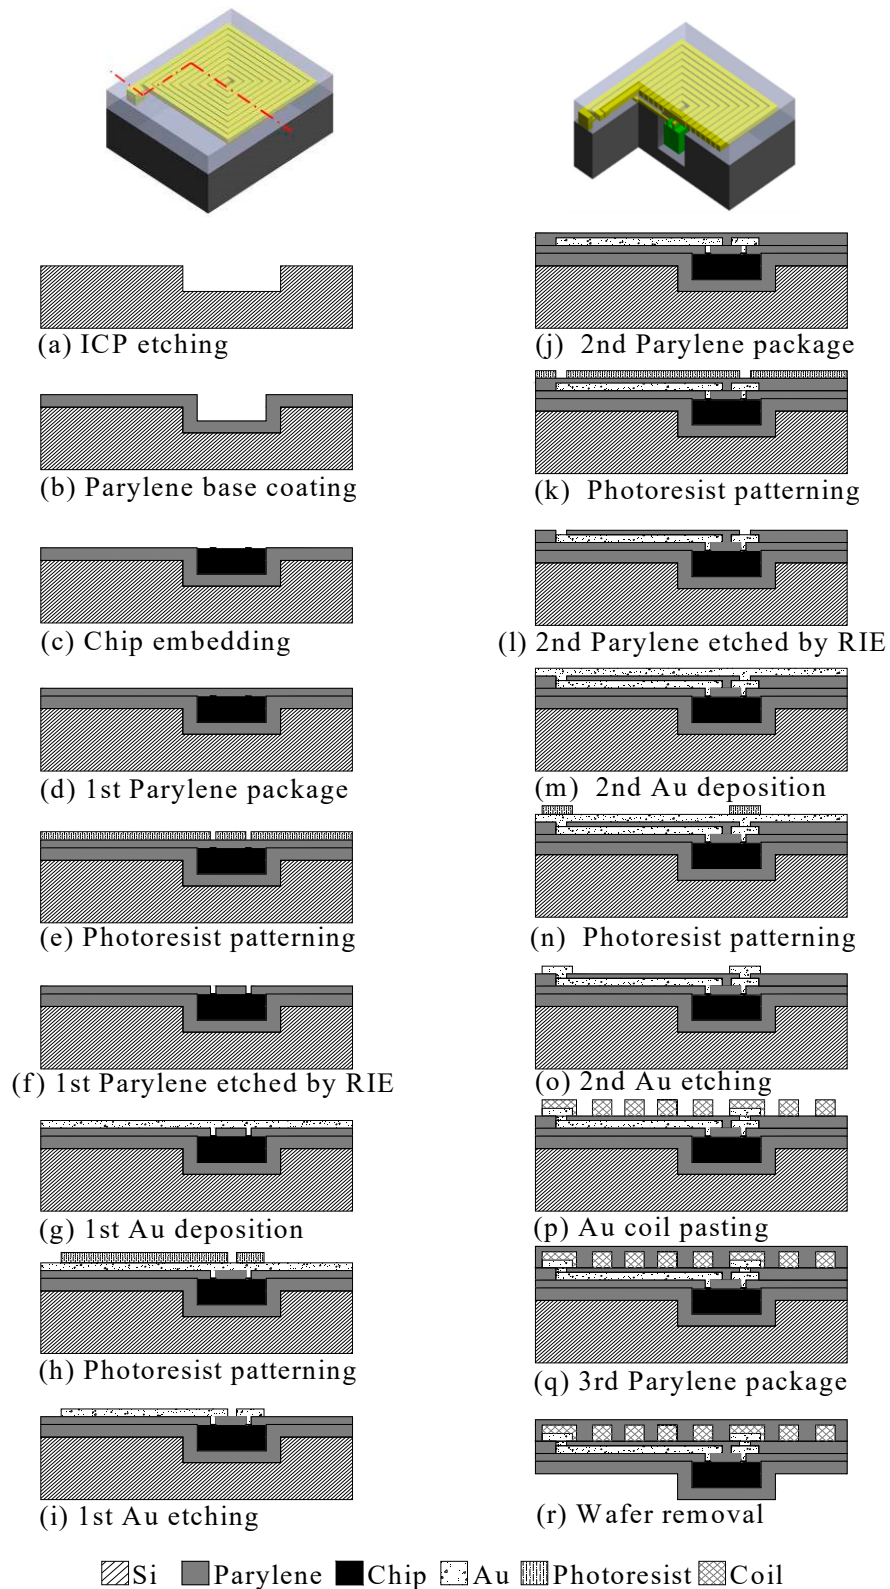 (a) ICP etching
(b) Parylene base coating
(c) Chip embedding
(d) 1st Parylene package
(e) Photoresist patterning
(f) 1st Parylene etched by RIE
(g) 1st Au deposition
(h) Photoresist patterning
(i) 1st Au etching
(j) 2nd Parylene package
(k) Photoresist patterning
(l) 2nd Parylene etched by RIE
(m) 2nd Au deposition
(n) Photoresist patterning
(o) 2nd Au etching
(p) Au coil pasting
(q) 3rd Parylene package
(r) Wafer removal
Si Parylene Chip Au Photoresist Coil